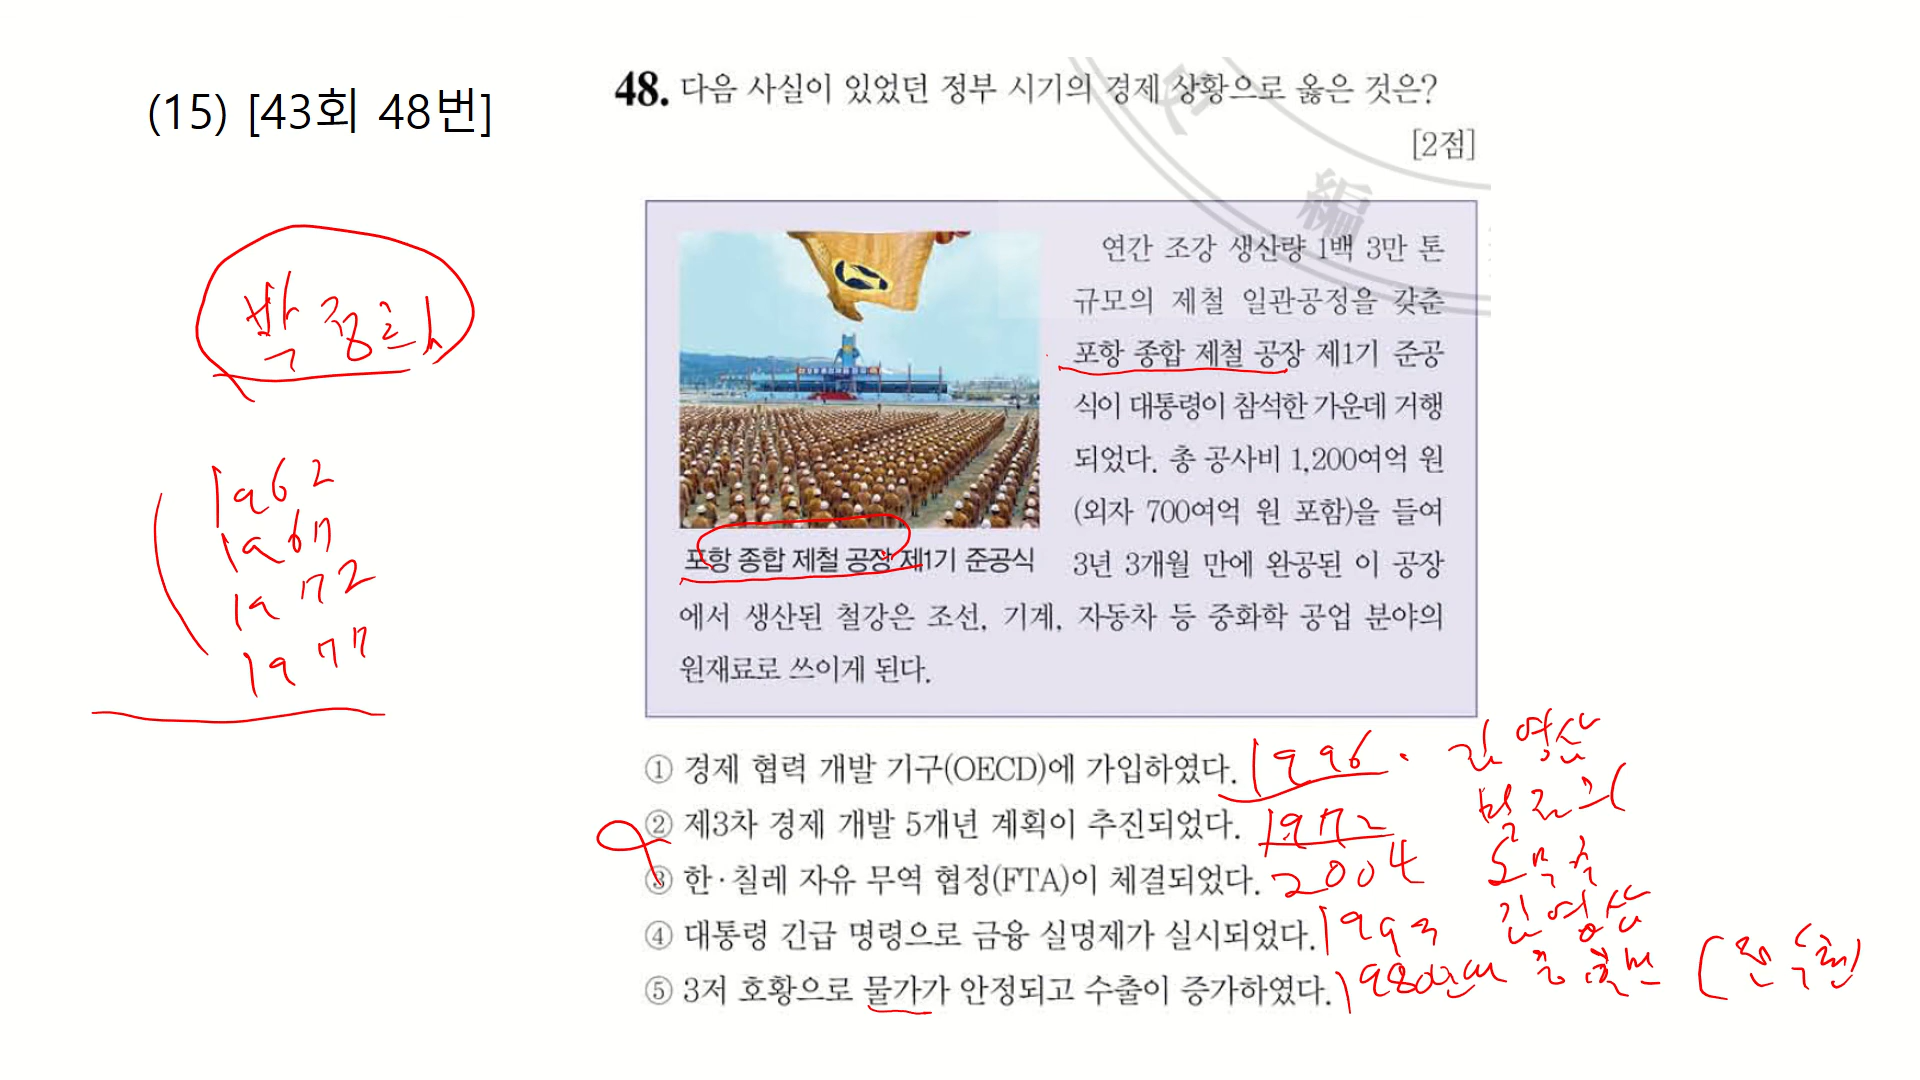 (15) [43회 48번]
박정희
1962
1967
1972
1977
48. 다음 사실이 있었던 정부 시기의 경제 상황으로 옳은 것은?
[2점]
연간 조강 생산량 1백 3만 톤
규모의 제철 일관공정을 갖춘
포항 종합 제철 공장 제1기 준공
식이 대통령이 참석한 가운데 거행
되었다. 총 공사비 1,200여억 원
(외자 700여억 원 포함)을 들여
3년 3개월 만에 완공된 이 공장
에서 생산된 철강은 조선, 기계, 자동차 등 중화학 공업 분야의
원재료로 쓰이게 된다.
포항 종합 제철 공장 제1기 준공식
① 경제 협력 개발 기구(OECD)에 가입하였다. 1996. 김영삼
② 제3차 경제 개발 5개년 계획이 추진되었다. 1972 박정희
③ 한·칠레 자유 무역 협정(FTA)이 체결되었다. 2004 노무현
④ 대통령 긴급 명령으로 금융 실명제가 실시되었다. 1993 김영삼
⑤ 3저 호황으로 물가가 안정되고 수출이 증가하였다. 1980년대 중후반 (전두환)
編